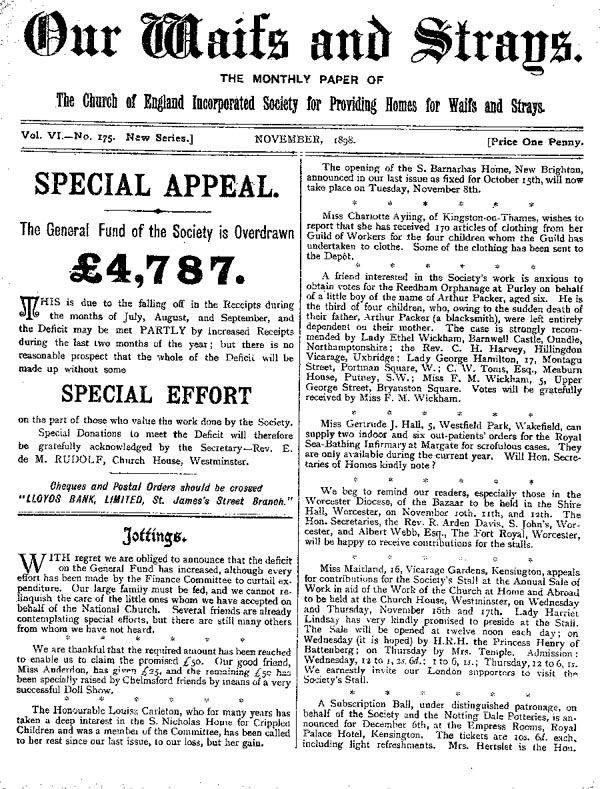 Our Waifs and Strays.
THE MONTHLY PAPER OF
The Church of England Incorporated Society for Providing Homes for Waifs and Strays.
Vol. VI.—No. 175. New Series.] NOVEMBER, 1898. [Price One Penny.
SPECIAL APPEAL.
The General Fund of the Society is Overdrawn
£4,787.
THIS is due to the falling off in the Receipts during
the months of July, August, and September, and
the Deficit may be met PARTLY by Increased Receipts
during the last two months of the year; but there is no
reasonable prospect that the whole of the Deficit will be
made up without some
SPECIAL EFFORT
on the part of those who value the work done by the Society.
Special Donations to meet the Deficit will therefore
be gratefully acknowledged by the Secretary—Rev. E.
de M. RUDOLF, Church House, Westminster.
Cheques and Postal Orders should be crossed
"LLOYDS BANK, LIMITED, St. James's Street Branch."
Jottings.
WITH regret we are obliged to announce that the deficit
on the General Fund has increased, although every
effort has been made by the Finance Committee to curtail ex-
penditure. Our large family must be fed, and we cannot re-
linquish the care of the little ones whom we have accepted on
behalf of the National Church. Several friends are already
contemplating special efforts, but there are still many others
from whom we have not heard.
* * * * *
We are thankful that the required amount has been reached
to enable us to claim the promised £50. Our good friend,
Miss Anderdon, has given £25, and the remaining £50 has
been specially raised by Chelmsford friends by means of a very
successful Doll Show.
* * * * *
The Honourable Louisa Carleton, who for many years has
taken a deep interest in the S. Nicholas Home for Crippled
Children and was a member of the Committee, has been called
to her rest since our last issue, to our loss, but her gain.
The opening of the S. Barnabas Home, New Brighton,
announced in our last issue as fixed for October 15th, will now
take place on Tuesday, November 8th.
* * * * *
Miss Charlotte Ayling, of Kingston-on-Thames, wishes to
report that she has received 170 articles of clothing from her
Guild of Workers for the four children whom the Guild has
undertaken to clothe. Some of the clothing has been sent to
the Depôt.
* * * * *
A friend interested in the Society's work is anxious to
obtain votes for the Reedham Orphanage at Purley on behalf
of a little boy of the name of Arthur Packer, aged six. He is
the third of four children, who, owing to the sudden death of
their father, Arthur Packer (a blacksmith), were left entirely
dependent on their mother. The case is strongly recom-
mended by Lady Ethel Wickham, Barnwell Castle, Oundle,
Northamptonshire; the Rev. C. H. Harvey, Hillingdon
Vicarage, Uxbridge; Lady George Hamilton, 17, Montagu
Street, Portman Square, W.; C. W. Toms, Esq., Mesburn
House, Putney, S.W.; Miss F. M. Wickham, 5, Upper
George Street, Bryanston Square. Votes will be gratefully
received by Miss F. M. Wickham.
* * * * *
Miss Gertrude J. Hall, 5, Westfield Park, Wakefield, can
supply two indoor and six out-patients' orders for the Royal
Sea-Bathing Infirmary at Margate for scrofulous cases. They
are only available during the current year. Will Hon. Secre-
taries of Homes kindly note?
* * * * *
We beg to remind our readers, especially those in the
Worcester Diocese, of the Bazaar to be held in the Shire
Hall, Worcester, on November 10th, 11th, and 12th. The
Hon. Secretaries, the Rev. R. Arden Davis, S. John's, Wor-
cester, and Albert Webb, Esq., The Fort Royal, Worcester,
will be happy to receive contributions for the stalls.
* * * * *
Miss Maitland, 16, Vicarage Gardens, Kensington, appeals
for contributions for the Society's Stall at the Annual Sale of
Work in aid of the Work of the Church at Home and Abroad
to be held at the Church House, Westminster, on Wednesday
and Thursday, November 16th and 17th. Lady Harriet
Lindsay has very kindly promised to preside at the Stall.
The Sale will be opened at twelve noon each day; on
Wednesday (it is hoped) by H.R.H. the Princess Henry of
Battenberg; on Thursday by Mrs. Temple. Admission:
Wednesday, 12 to 1, 2s. 6d.; 1 to 6, 1s.; Thursday, 12 to 6, 1s.
We earnestly invite our London supporters to visit the
Society's Stall.
* * * * *
A Subscription Ball, under distinguished patronage, on
behalf of the Society and the Notting Dale Potteries, is an-
nounced for December 6th, at the Empress Rooms, Royal
Palace Hotel, Kensington. The tickets are 10s. 6d. each,
including light refreshments. Mrs. Hertslet is the Hon.